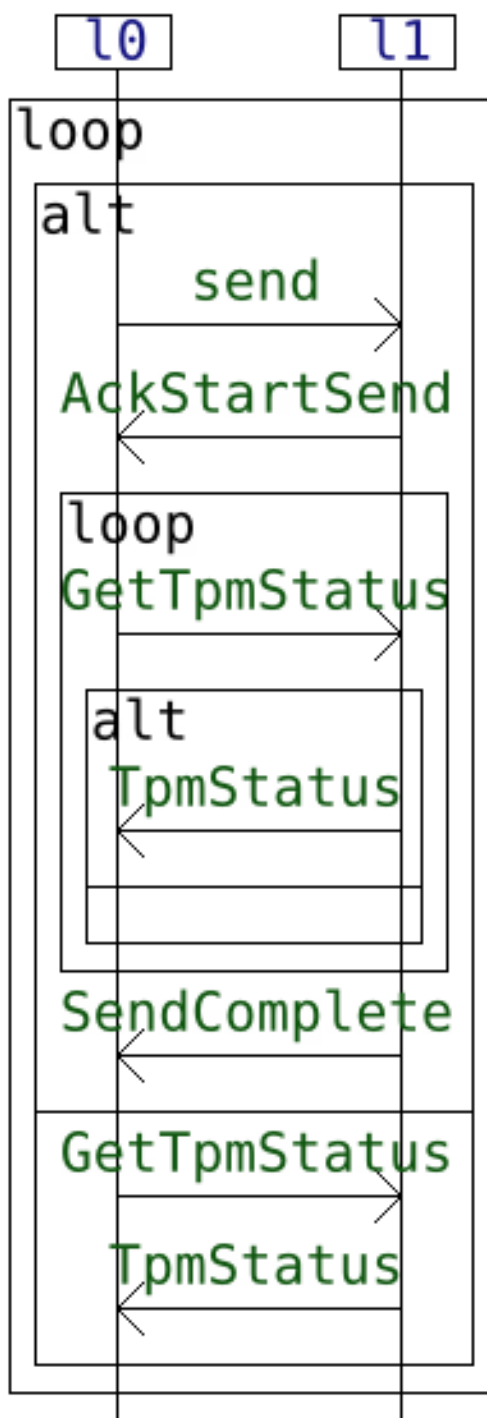 l0 l1
loop
alt
send
AckStartSend
loop
GetTpmStatus
alt
TpmStatus
SendComplete
GetTpmStatus
TpmStatus